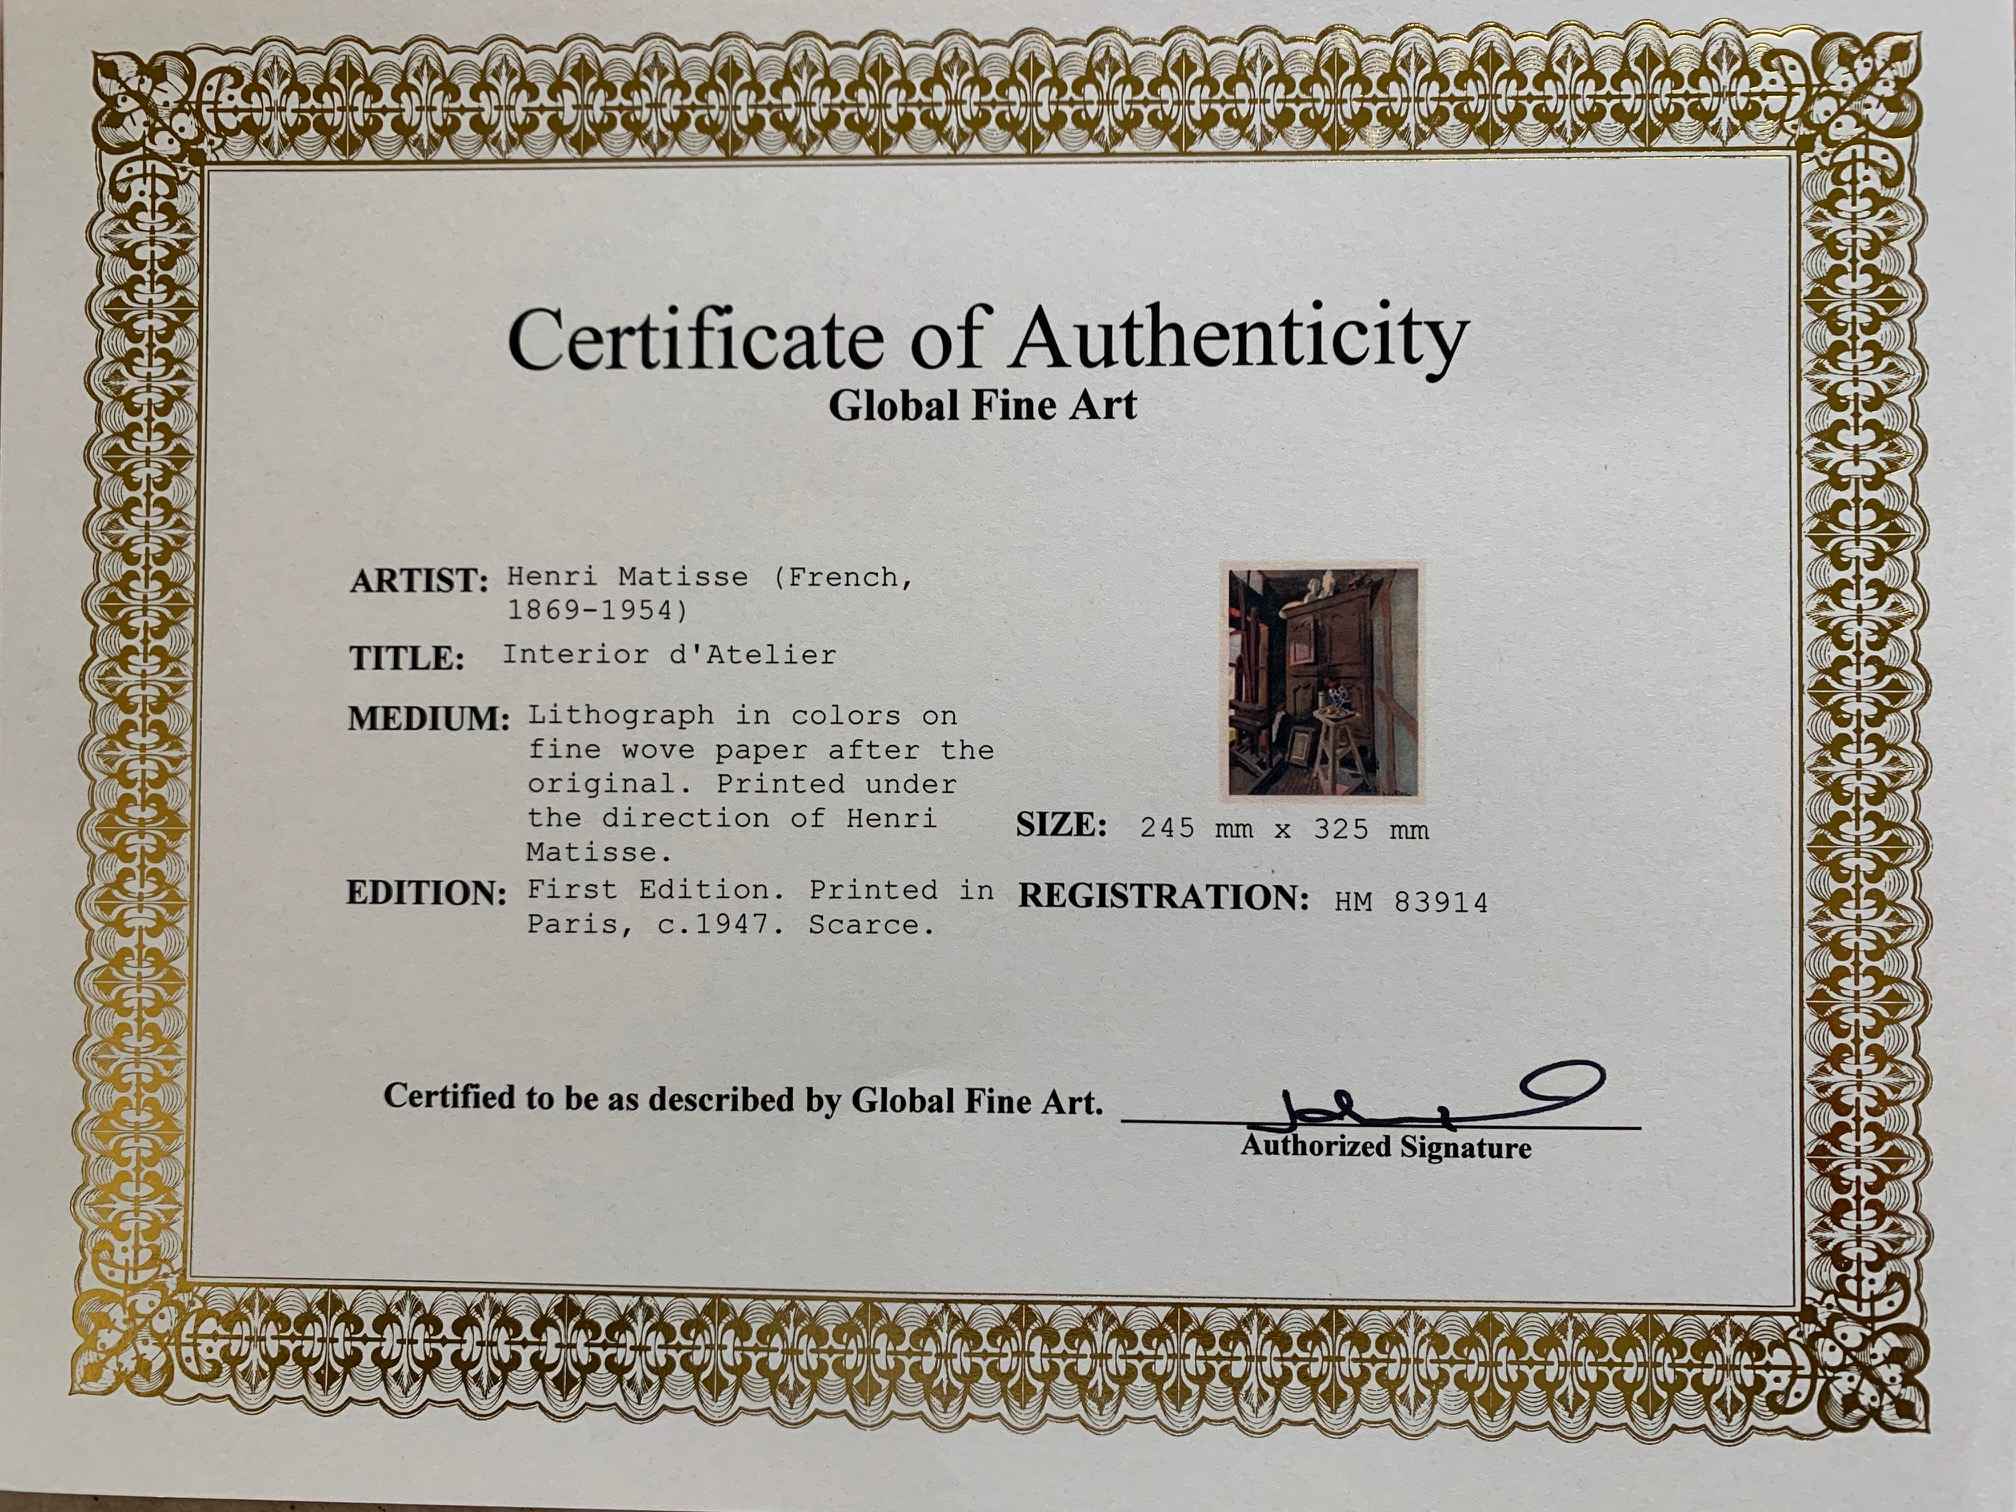 Certificate of Authenticity
Global Fine Art
ARTIST: Henri Matisse (French,
1869-1954)
TITLE: Interior d'Atelier
MEDIUM: Lithograph in colors on
fine wove paper after the
original. Printed under
the direction of Henri
Matisse.
SIZE: 245 mm x 325 mm
EDITION: First Edition. Printed in
Paris, c.1947. Scarce.
REGISTRATION: HM 83914
Certified to be as described by Global Fine Art.
Authorized Signature